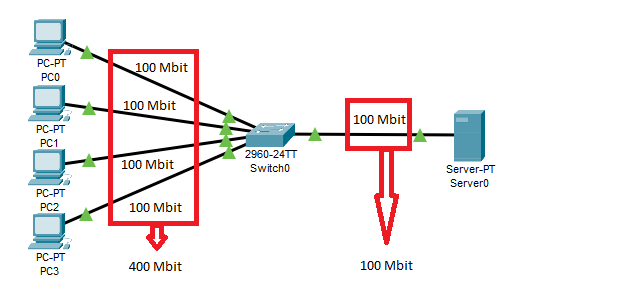 PC-PT
PC0
100 Mbit
PC-PT
PC1
100 Mbit
100 Mbit
2960-24TT
Switch0
Server-PT
Server0
PC-PT
PC2
100 Mbit
100 Mbit
PC-PT
PC3
400 Mbit
100 Mbit